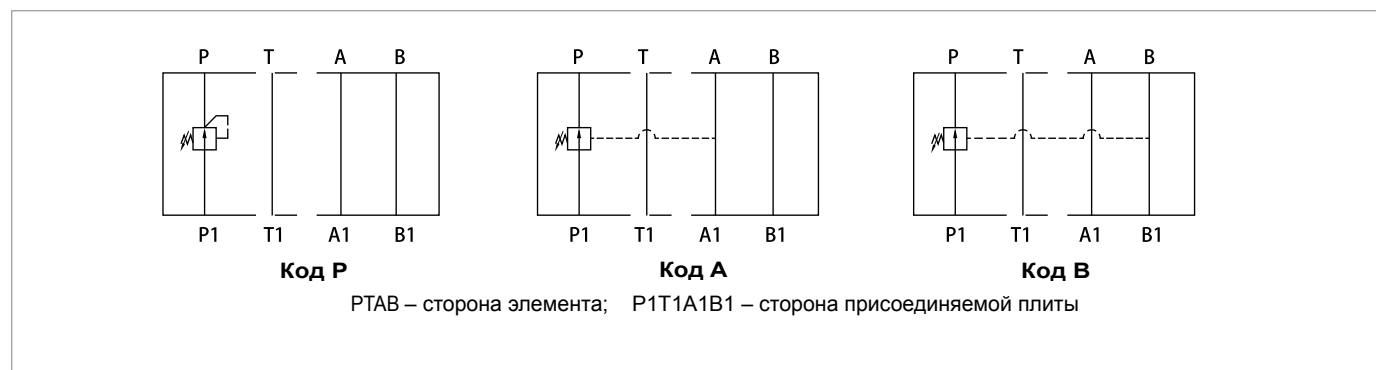 P T A B P T A B P T A B
P1 T1 A1 B1 P1 T1 A1 B1 P1 T1 A1 B1
Код P Код A Код B
PTAB – сторона элемента; P1T1A1B1 – сторона присоединяемой плиты